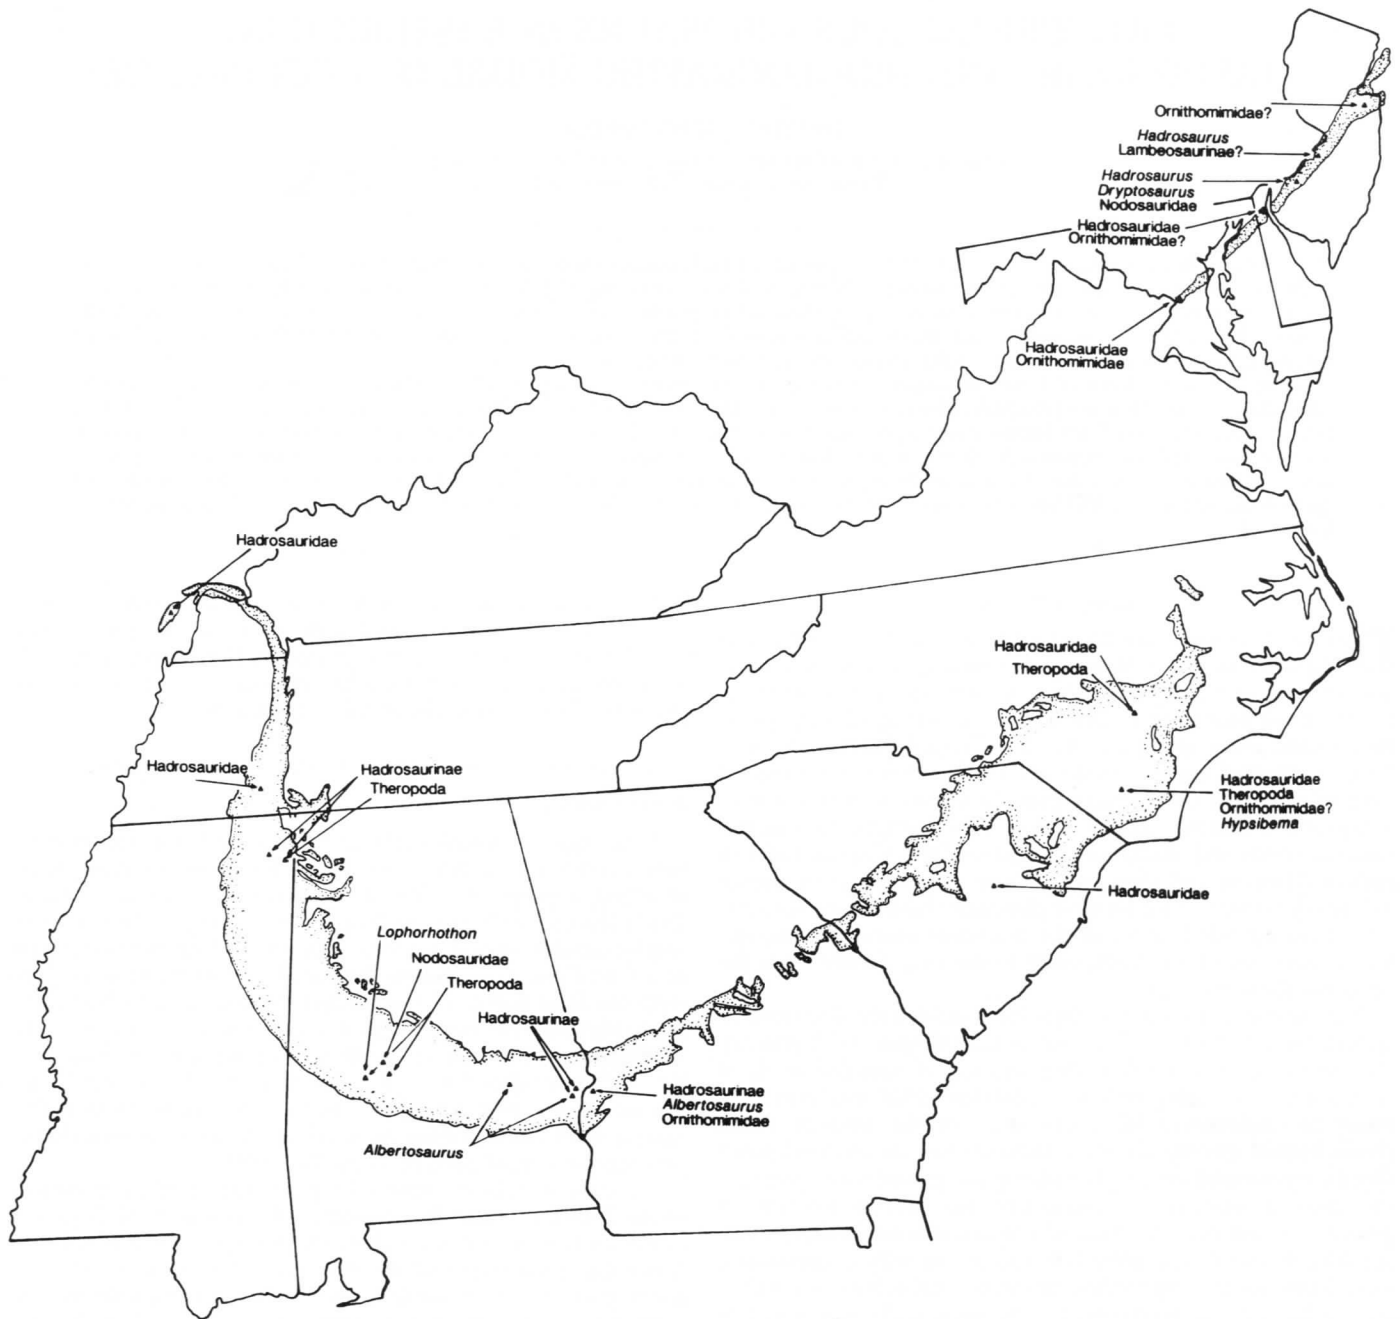 Ornithomimidae?
Hadrosaurus
Lambeosaurinae?
Hadrosaurus
Dryptosaurus
Nodosauridae
Hadrosauridae
Ornithomimidae?
Hadrosauridae
Ornithomimidae
Hadrosauridae
Hadrosauridae
Theropoda
Hadrosauridae
Hadrosaurinae
Theropoda
Hadrosauridae
Theropoda
Ornithomimidae?
Hypsibema
Hadrosauridae
Lophorhothon
Nodosauridae
Theropoda
Hadrosaurinae
Hadrosaurinae
Albertosaurus
Ornithomimidae
Albertosaurus